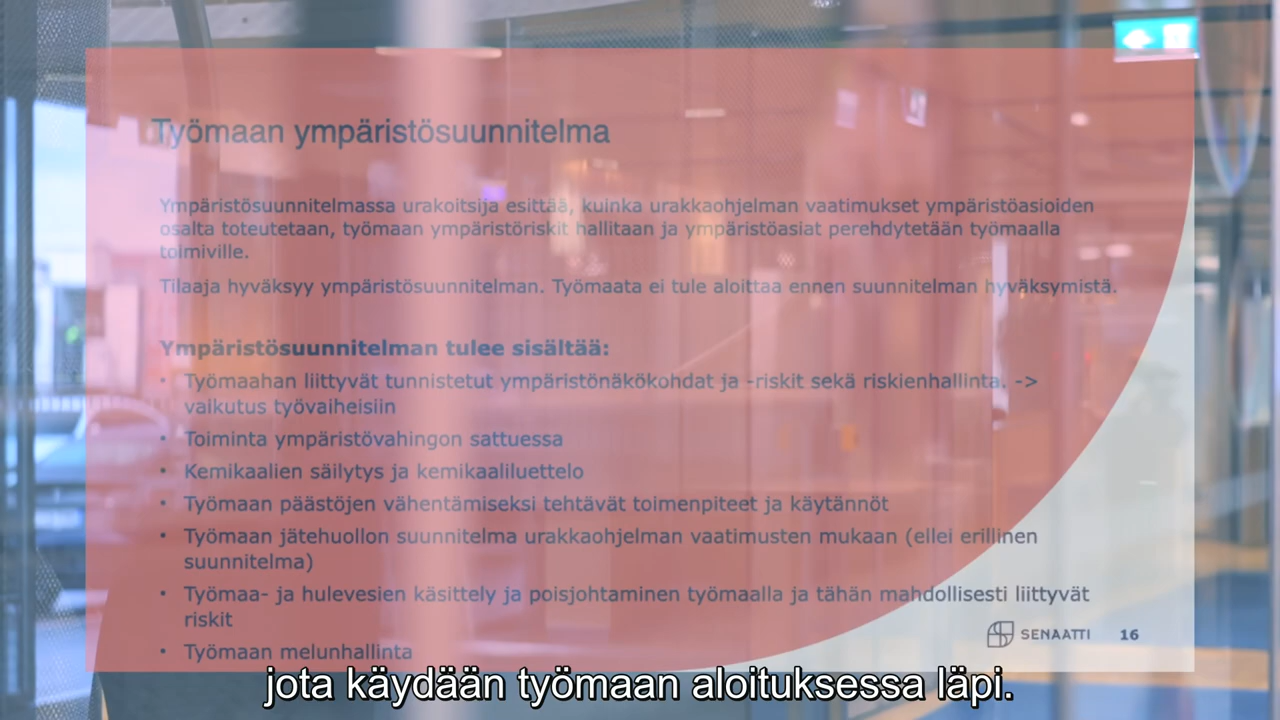 Työmaan ympäristösuunnitelma
Ympäristösuunnitelmassa urakoitsija esittää, kuinka urakkaohjelman vaatimukset ympäristöasioiden
osalta toteutetaan, työmaan ympäristöriskit hallitaan ja ympäristöasiat perehdytetään työmaalla
toimiville.
Tilaaja hyväksyy ympäristösuunnitelman. Työmaata ei tule aloittaa ennen suunnitelman hyväksymistä.
Ympäristösuunnitelman tulee sisältää:
• Työmaahan liittyvät tunnistetut ympäristönäkökohdat ja -riskit sekä riskienhallinta. ->
vaikutus työvaiheisiin
• Toiminta ympäristövahingon sattuessa
• Kemikaalien säilytys ja kemikaaliluettelo
• Työmaan päästöjen vähentämiseksi tehtävät toimenpiteet ja käytännöt
• Työmaan jätehuollon suunnitelma urakkaohjelman vaatimusten mukaan (ellei erillinen
suunnitelma)
• Työmaa- ja hulevesien käsittely ja poisjohtaminen työmaalla ja tähän mahdollisesti liittyvät
riskit
• Työmaan melunhallinta
SENAATTI 16
jota käydään työmaan aloituksessa läpi.